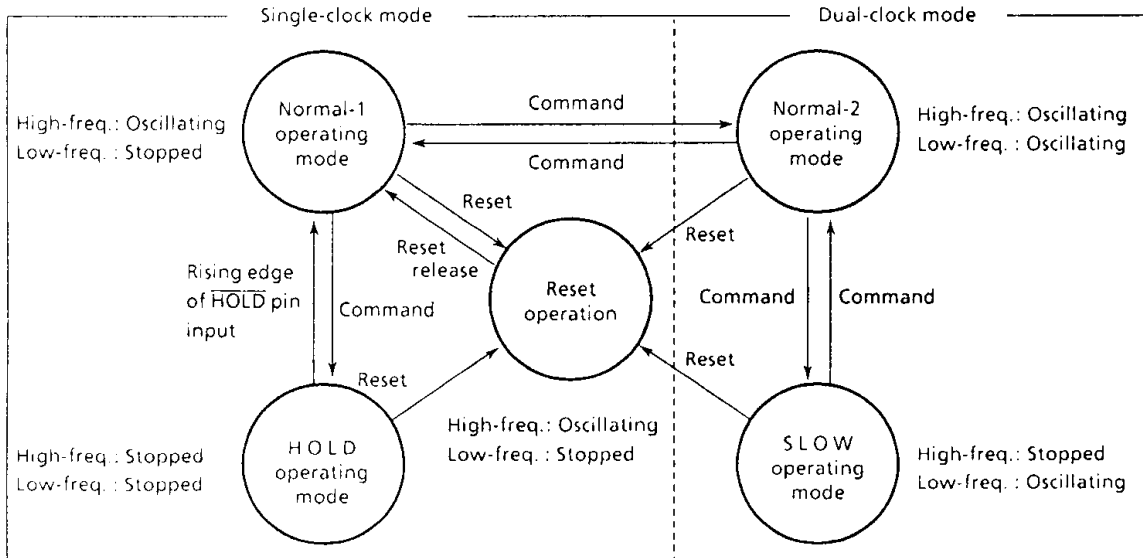 Single-clock mode
Dual-clock mode
Normal-1
operating
mode
High-freq.: Oscillating
Low-freq. : Stopped
Command
Command
Normal-2
operating
mode
High-freq.: Oscillating
Low-freq. : Oscillating
Reset
Reset
release
Reset
Rising edge
of HOLD pin
input
Command
Reset
operation
Command
Command
Reset
Reset
HOLD
operating
mode
High-freq.: Stopped
Low-freq. : Stopped
High-freq.: Oscillating
Low-freq. : Stopped
SLOW
operating
mode
High-freq.: Stopped
Low-freq. : Oscillating